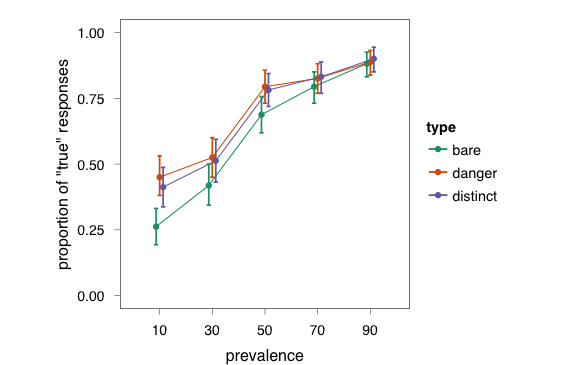 1.00
0.75
0.50
0.25
0.00
proportion of "true" responses
10 30 50 70 90
prevalence
type
bare
danger
distinct